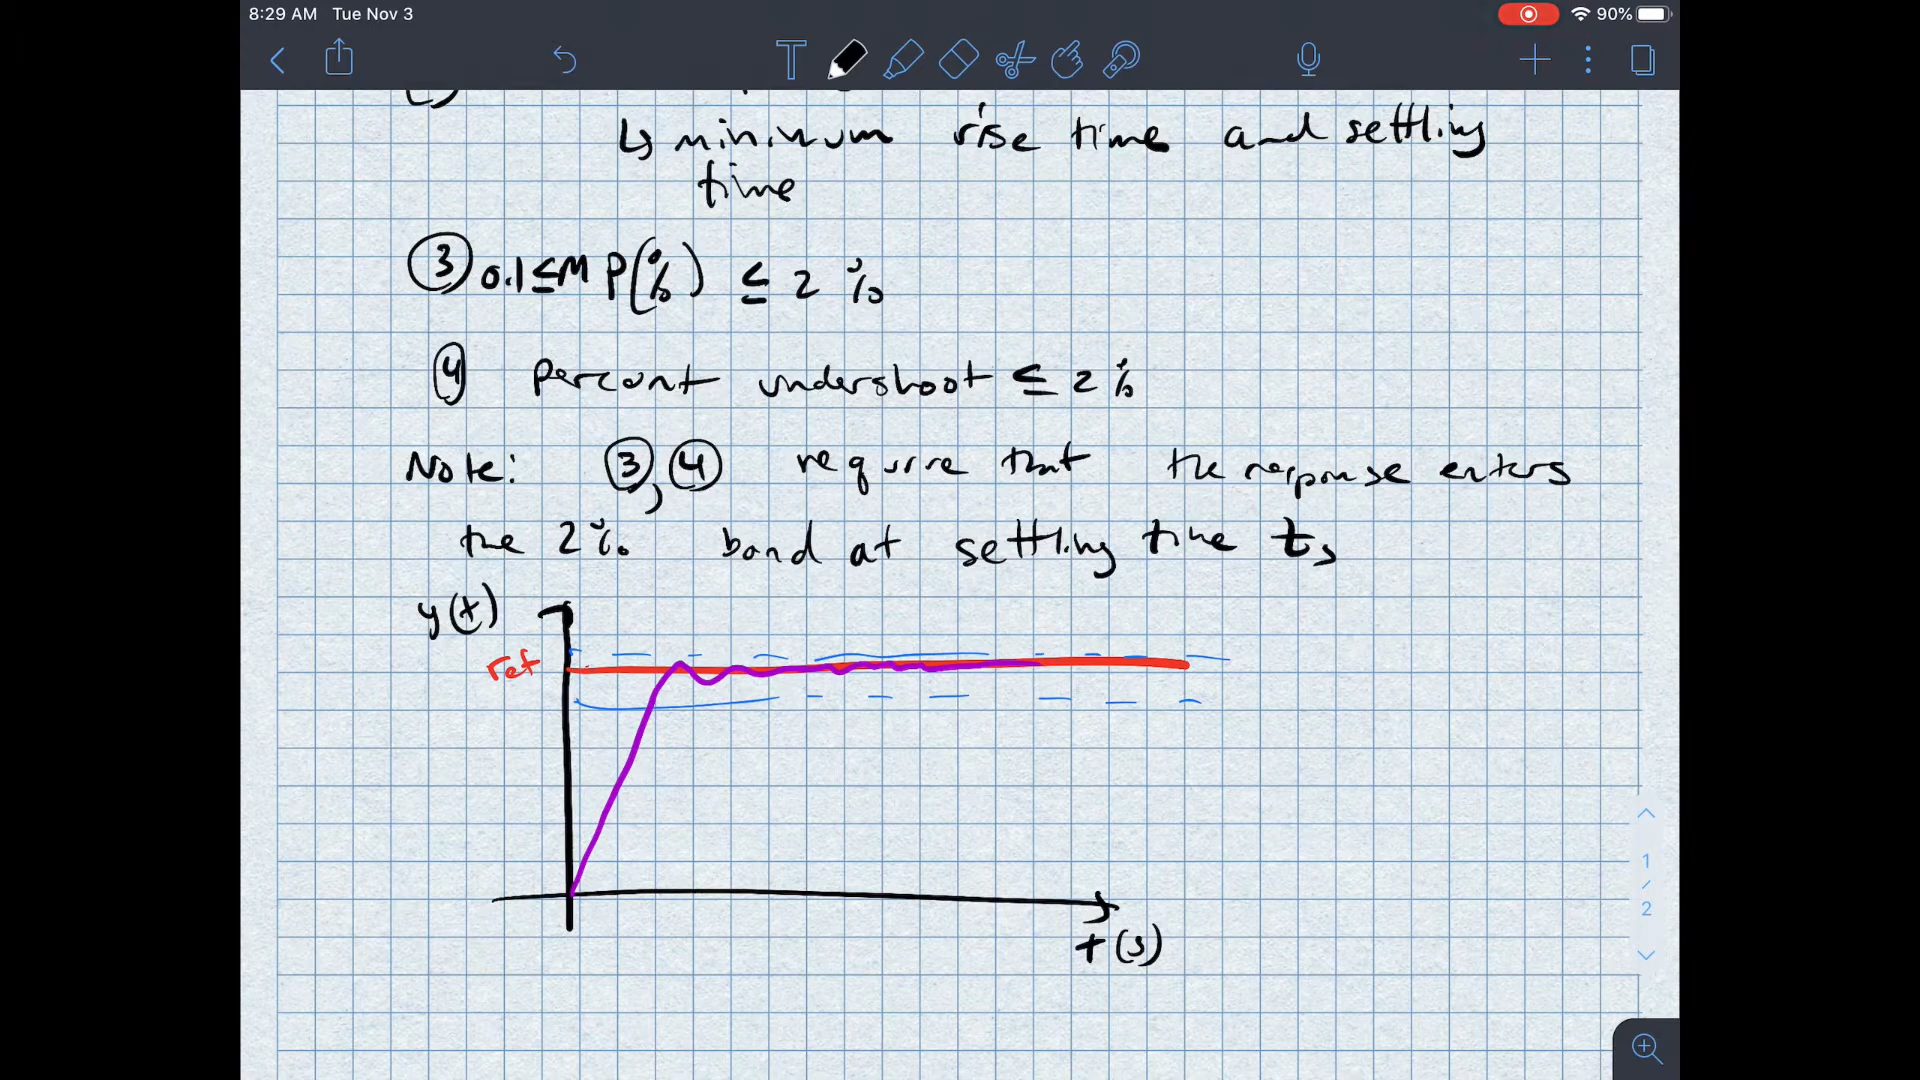 8:29 AM Tue Nov 3
90%
↳ minimum rise time and settling
time
③ 0.1 ≤ M P(%) ≤ 2 %
④ percent undershoot ≤ 2 %
Note: ③, ④ require that the response enters
the 2% band at settling time ts
y(t)
ref
t (s)
1
/
2